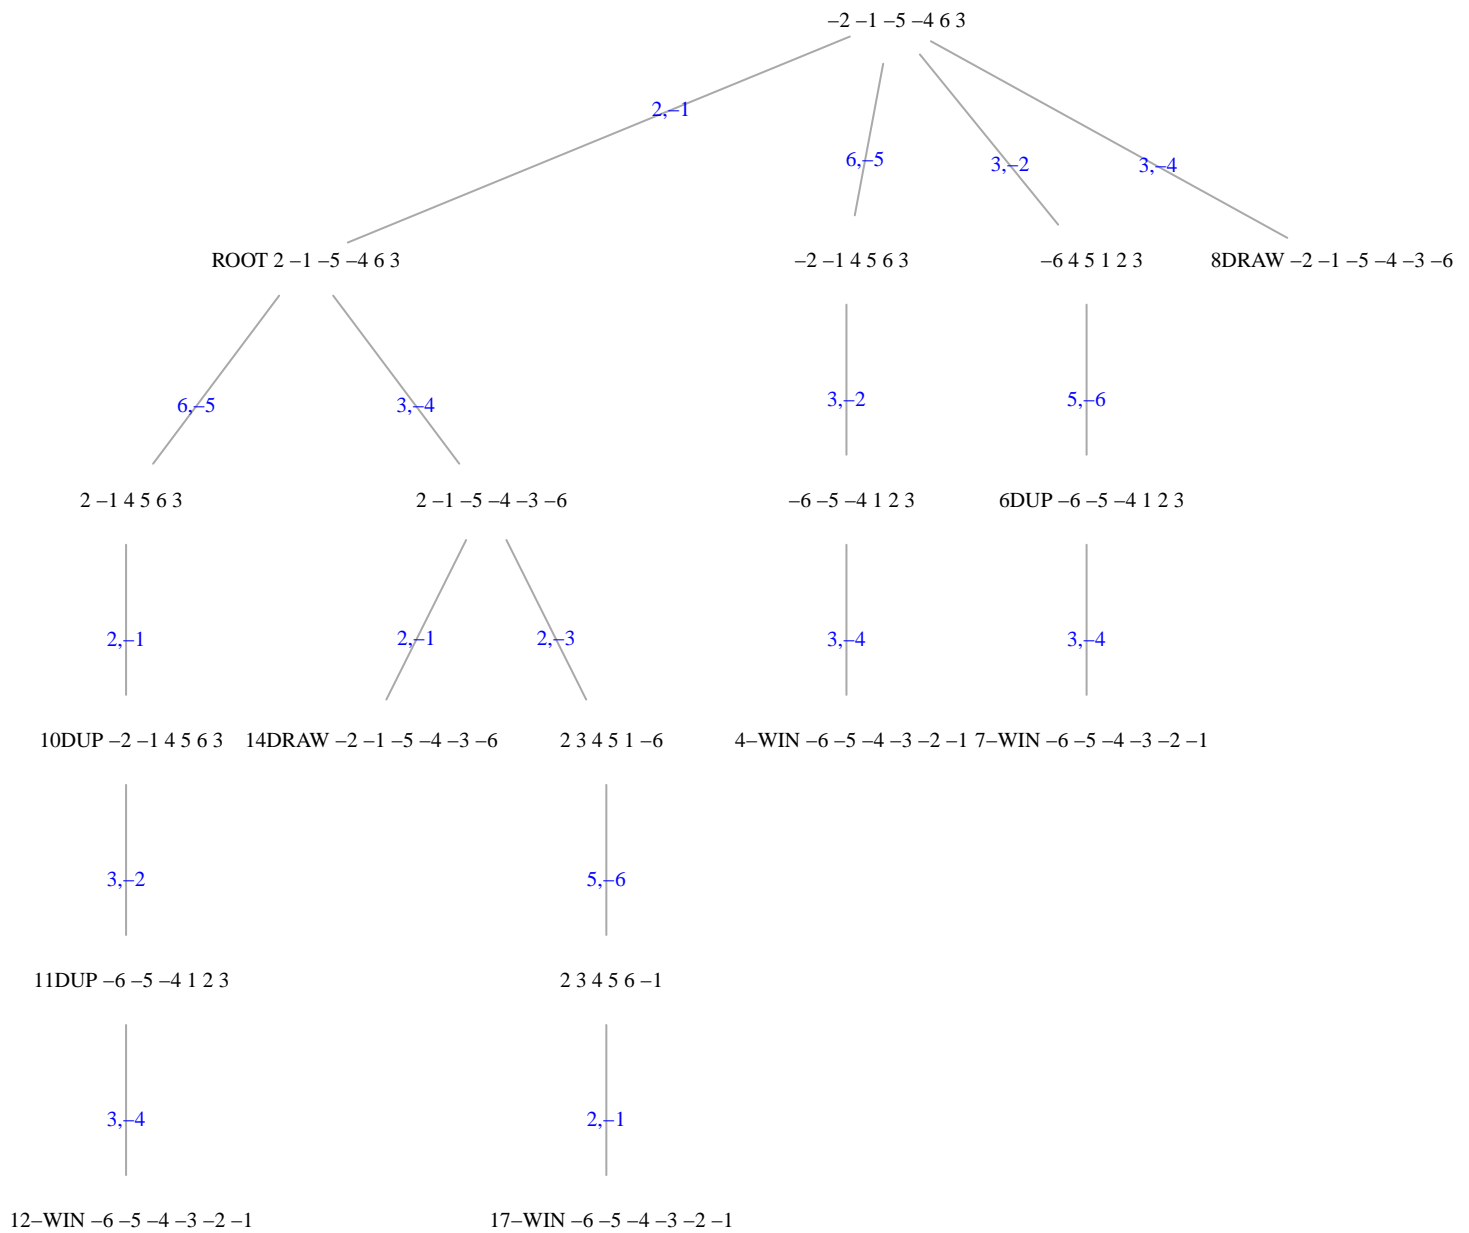 –2 –1 –5 –4 6 3
2,–1
6,–5
3,–2
3,–4
ROOT 2 –1 –5 –4 6 3
–2 –1 4 5 6 3
–6 4 5 1 2 3
8DRAW –2 –1 –5 –4 –3 –6
6,–5
3,–4
3,–2
5,–6
2 –1 4 5 6 3
2 –1 –5 –4 –3 –6
–6 –5 –4 1 2 3
6DUP –6 –5 –4 1 2 3
2,–1
2,–1
2,–3
3,–4
3,–4
10DUP –2 –1 4 5 6 3
14DRAW –2 –1 –5 –4 –3 –6
2 3 4 5 1 –6
4–WIN –6 –5 –4 –3 –2 –1
7–WIN –6 –5 –4 –3 –2 –1
3,–2
5,–6
11DUP –6 –5 –4 1 2 3
2 3 4 5 6 –1
3,–4
2,–1
12–WIN –6 –5 –4 –3 –2 –1
17–WIN –6 –5 –4 –3 –2 –1